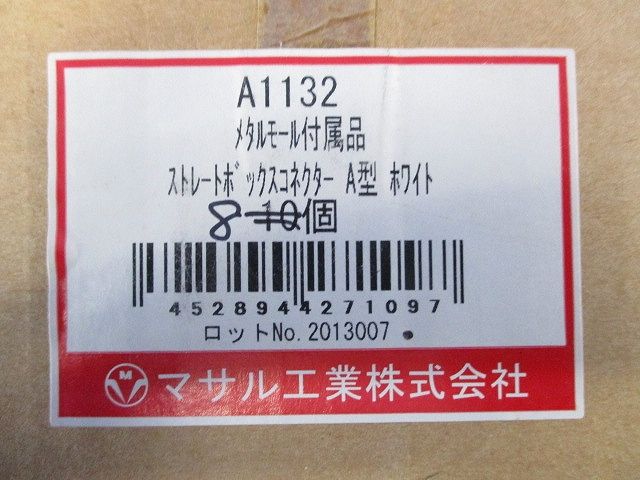 A1132
メタルモール付属品
ストレートボックスコネクター A型 ホワイト
8 10個
4528944271097
ロットNo. 2013007
M マサル工業株式会社